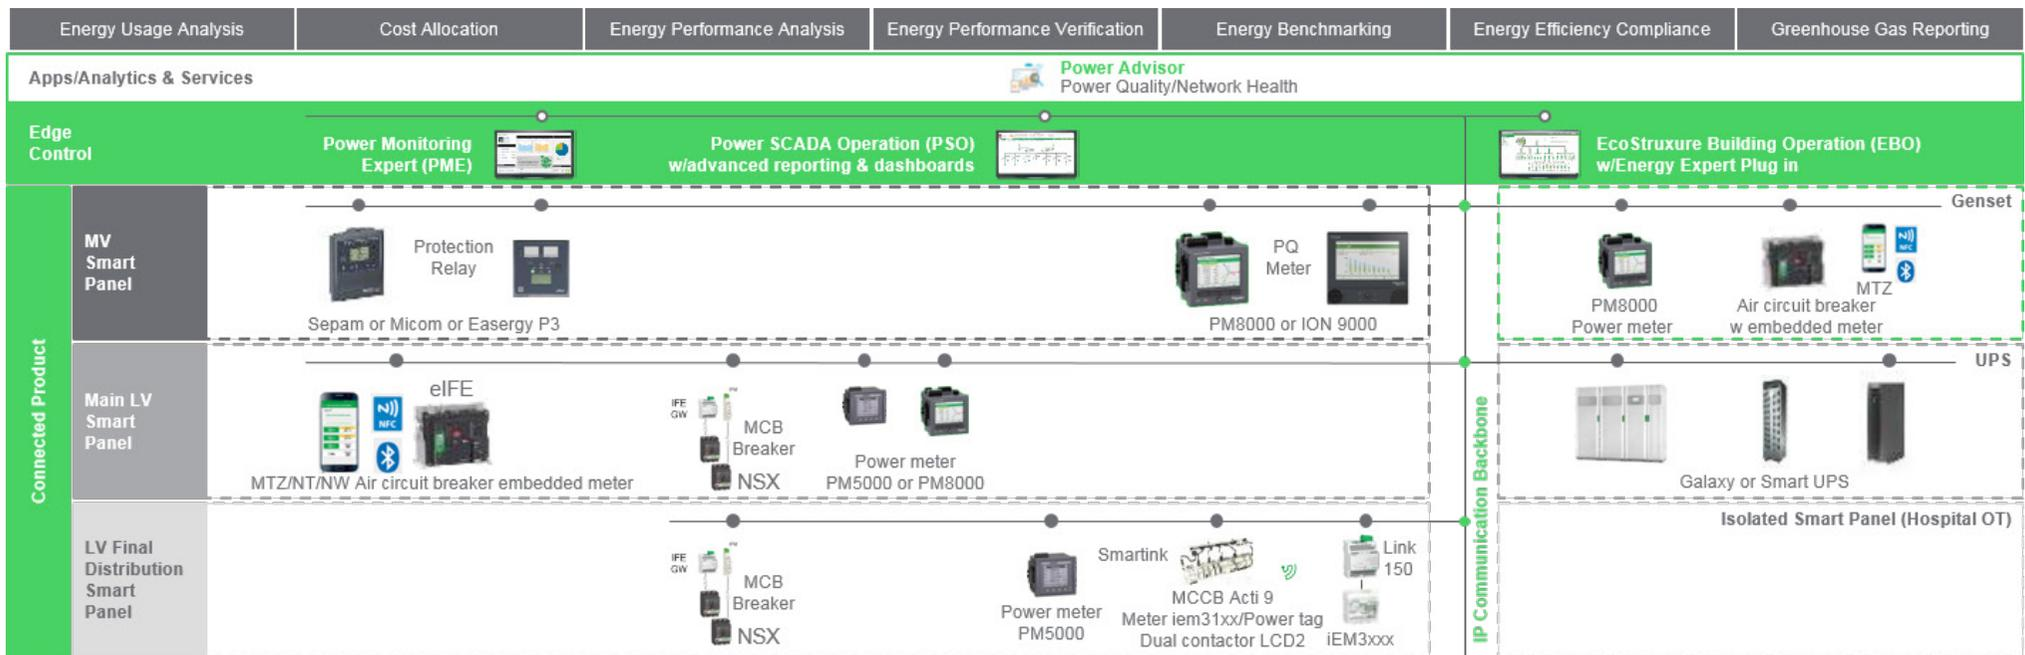 Energy Usage Analysis
Cost Allocation
Energy Performance Analysis
Energy Performance Verification
Energy Benchmarking
Energy Efficiency Compliance
Greenhouse Gas Reporting
Apps/Analytics & Services
Power Advisor
Power Quality/Network Health
Edge
Control
Power Monitoring
Expert (PME)
Power SCADA Operation (PSO)
w/advanced reporting & dashboards
EcoStruxure Building Operation (EBO)
w/Energy Expert Plug in
Connected Product
MV
Smart
Panel
Protection
Relay
Sepam or Micom or Easergy P3
PQ
Meter
PM8000 or ION 9000
Genset
PM8000
Power meter
NFC
MTZ
Air circuit breaker
w embedded meter
Main LV
Smart
Panel
NFC
eIFE
MTZ/NT/NW Air circuit breaker embedded meter
IFE
GW
MCB
Breaker
NSX
Power meter
PM5000 or PM8000
IP Communication Backbone
UPS
Galaxy or Smart UPS
LV Final
Distribution
Smart
Panel
IFE
GW
MCB
Breaker
NSX
Power meter
PM5000
Smartink
MCCB Acti 9
Meter iem31xx/Power tag
Dual contactor LCD2
Link
150
iEM3xxx
Isolated Smart Panel (Hospital OT)